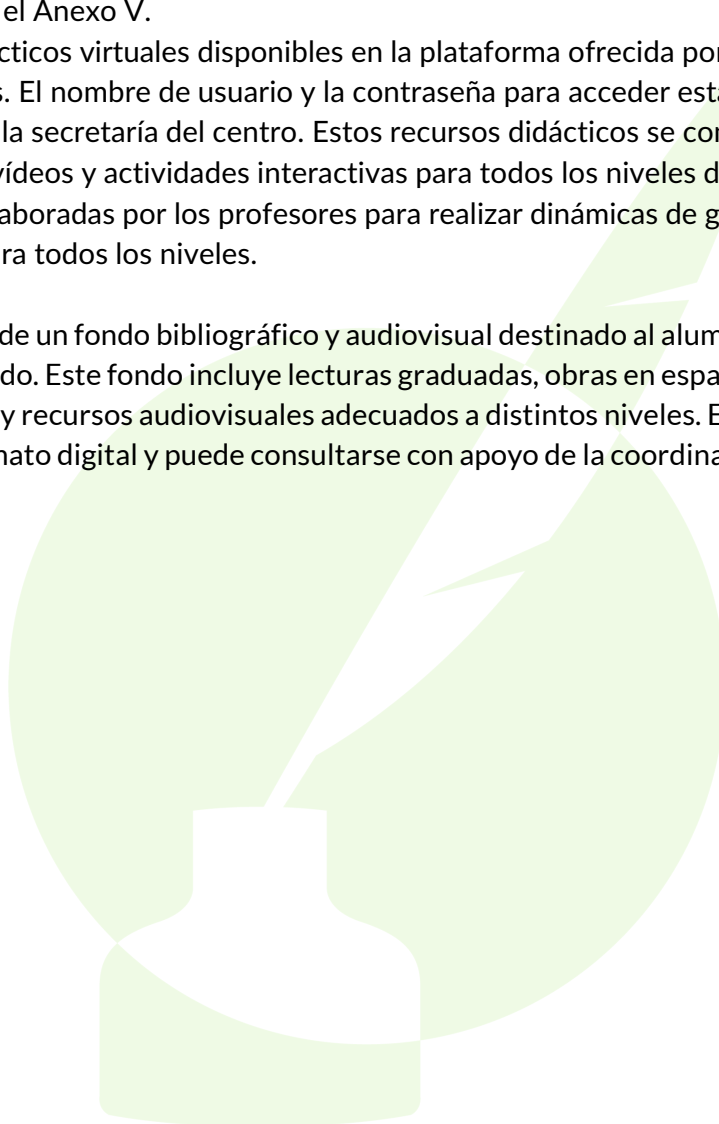 el Anexo V.
cticos virtuales disponibles en la plataforma ofrecida por
s. El nombre de usuario y la contraseña para acceder est
la secretaría del centro. Estos recursos didácticos se co
vídeos y actividades interactivas para todos los niveles d
aboradas por los profesores para realizar dinámicas de g
ra todos los niveles.
de un fondo bibliográfico y audiovisual destinado al alum
do. Este fondo incluye lecturas graduadas, obras en espa
y recursos audiovisuales adecuados a distintos niveles. E
nato digital y puede consultarse con apoyo de la coordina